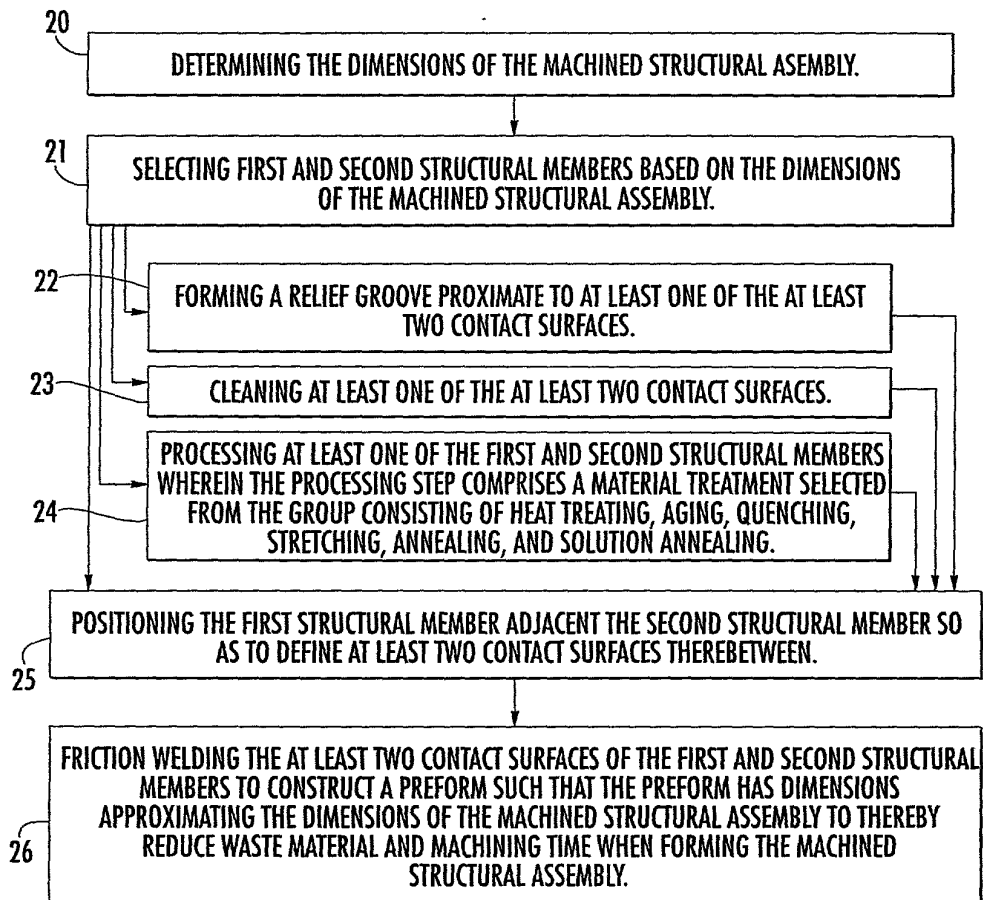 20
DETERMINING THE DIMENSIONS OF THE MACHINED STRUCTURAL ASEMBLY.
21
SELECTING FIRST AND SECOND STRUCTURAL MEMBERS BASED ON THE DIMENSIONS
OF THE MACHINED STRUCTURAL ASSEMBLY.
22
FORMING A RELIEF GROOVE PROXIMATE TO AT LEAST ONE OF THE AT LEAST
TWO CONTACT SURFACES.
23
CLEANING AT LEAST ONE OF THE AT LEAST TWO CONTACT SURFACES.
24
PROCESSING AT LEAST ONE OF THE FIRST AND SECOND STRUCTURAL MEMBERS
WHEREIN THE PROCESSING STEP COMPRISES A MATERIAL TREATMENT SELECTED
FROM THE GROUP CONSISTING OF HEAT TREATING, AGING, QUENCHING,
STRETCHING, ANNEALING, AND SOLUTION ANNEALING.
25
POSITIONING THE FIRST STRUCTURAL MEMBER ADJACENT THE SECOND STRUCTURAL MEMBER SO
AS TO DEFINE AT LEAST TWO CONTACT SURFACES THEREBETWEEN.
26
FRICTION WELDING THE AT LEAST TWO CONTACT SURFACES OF THE FIRST AND SECOND STRUCTURAL
MEMBERS TO CONSTRUCT A PREFORM SUCH THAT THE PREFORM HAS DIMENSIONS
APPROXIMATING THE DIMENSIONS OF THE MACHINED STRUCTURAL ASSEMBLY TO THEREBY
REDUCE WASTE MATERIAL AND MACHINING TIME WHEN FORMING THE MACHINED
STRUCTURAL ASSEMBLY.